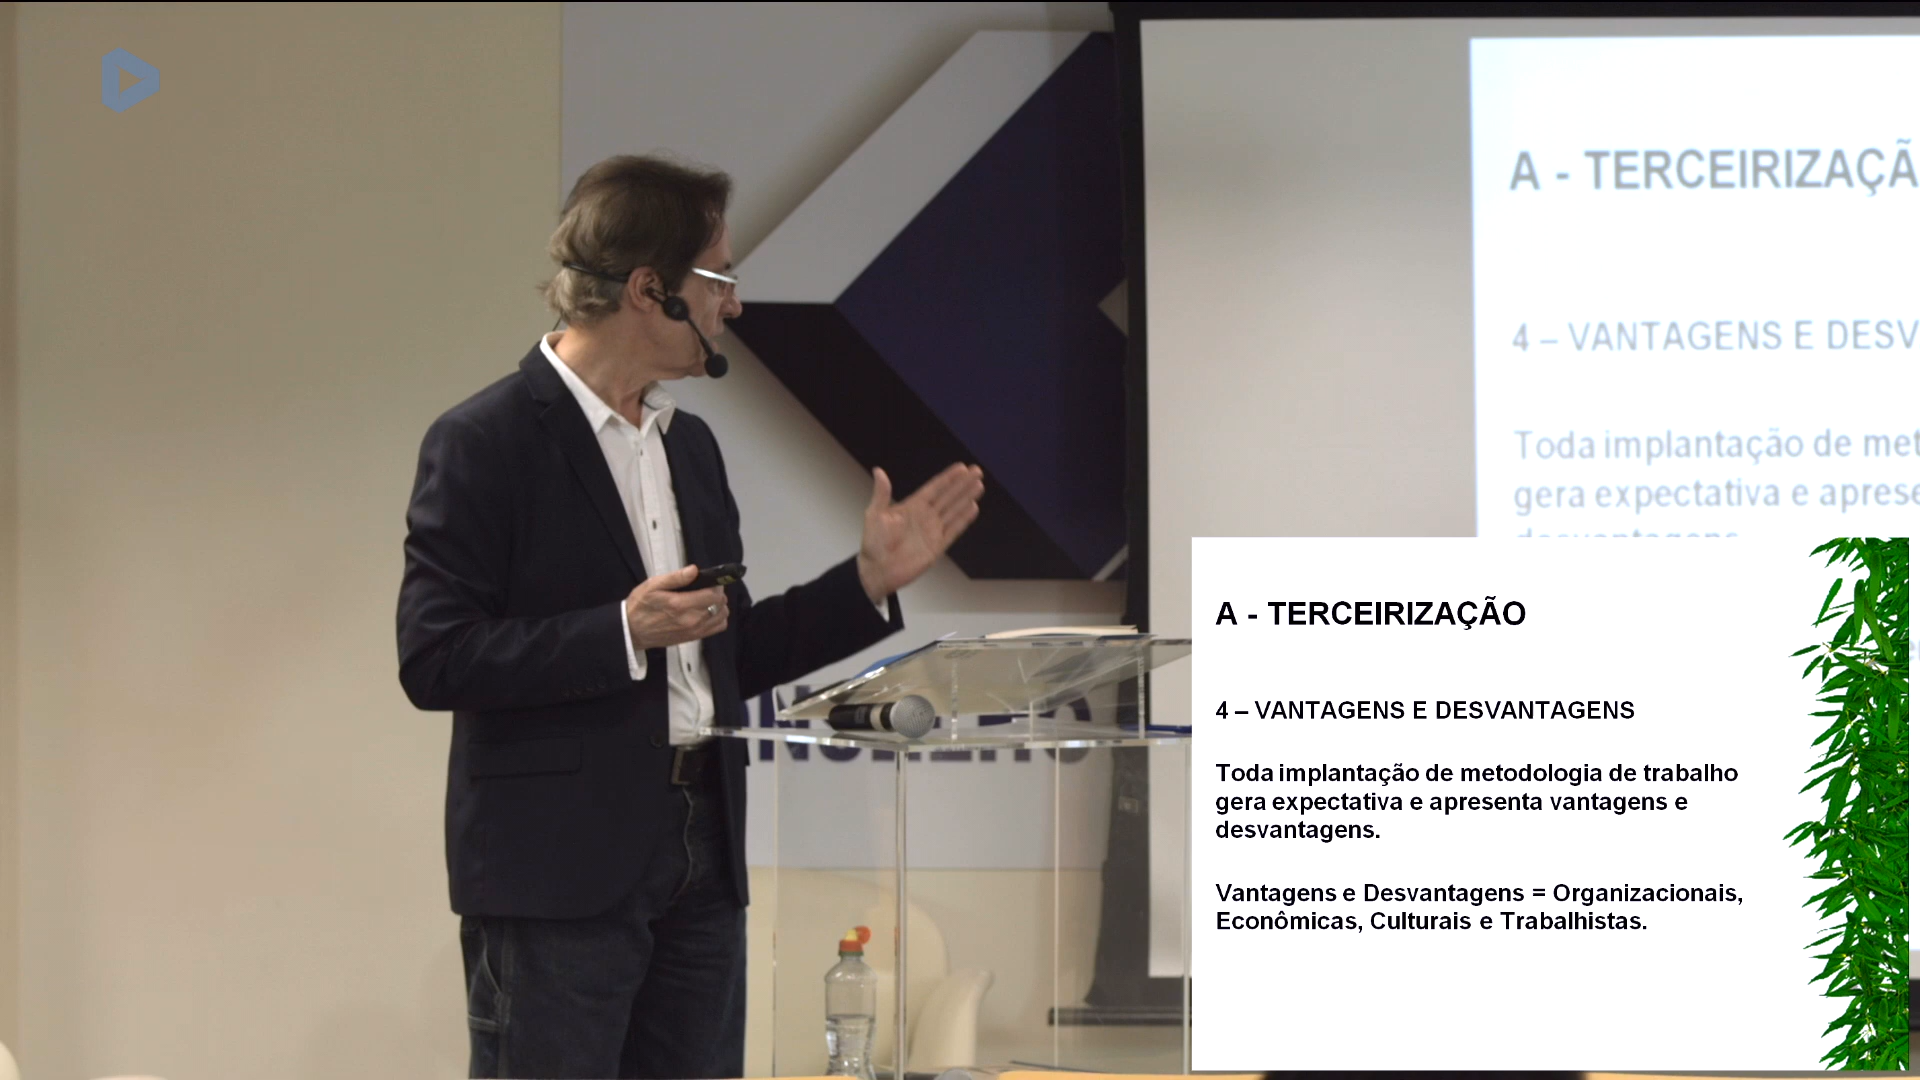 A - TERCEIRIZAÇÃ
4 – VANTAGENS E DESV
Toda implantação de met
gera expectativa e aprese
desvantagens
A - TERCEIRIZAÇÃO
4 – VANTAGENS E DESVANTAGENS
Toda implantação de metodologia de trabalho
gera expectativa e apresenta vantagens e
desvantagens.
Vantagens e Desvantagens = Organizacionais,
Econômicas, Culturais e Trabalhistas.